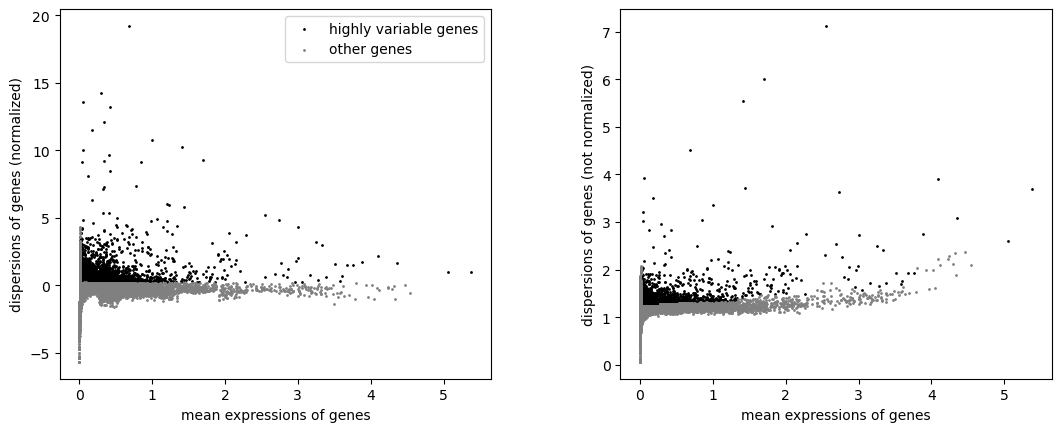 20
15
10
5
0
−5
dispersions of genes (normalized)
highly variable genes
other genes
0 1 2 3 4 5
mean expressions of genes
7
6
5
4
3
2
1
0
dispersions of genes (not normalized)
0 1 2 3 4 5
mean expressions of genes